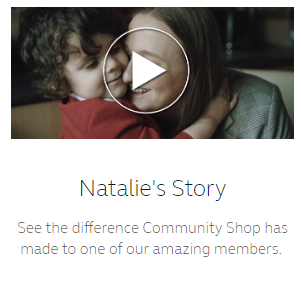 Natalie's Story
See the difference Community Shop has
made to one of our amazing members.